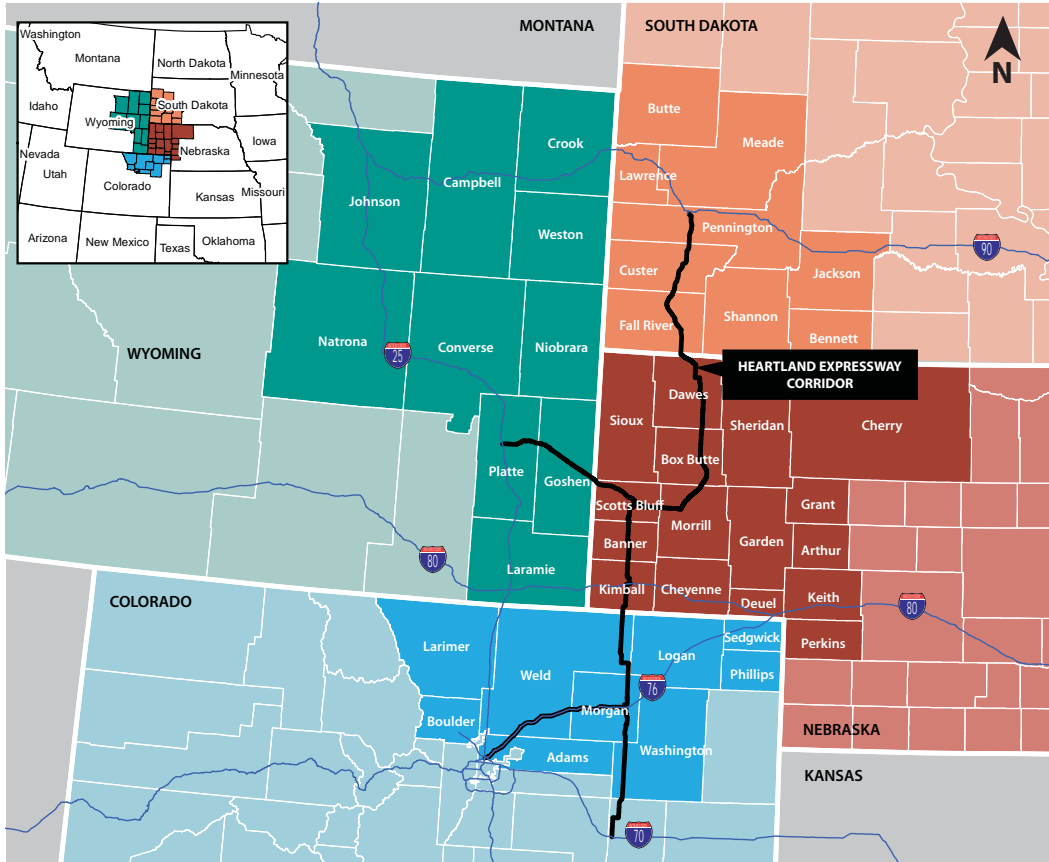 Washington
Montana
North Dakota
Minnesota
Idaho
Wyoming
South Dakota
Iowa
Nevada
Utah
Nebraska
Colorado
Kansas
Missouri
Arizona
New Mexico
Texas
Oklahoma
MONTANA
SOUTH DAKOTA
N
Butte
Meade
Lawrence
Crook
Campbell
Johnson
Weston
Pennington
90
Custer
Jackson
Fall River
Shannon
Bennett
WYOMING
Natrona
25
Converse
Niobrara
HEARTLAND EXPRESSWAY
CORRIDOR
Dawes
Sioux
Sheridan
Cherry
Box Butte
Platte
Goshen
Scotts Bluff
Morrill
Grant
Banner
Garden
Arthur
80
Laramie
Kimball
Cheyenne
Deuel
Keith
80
COLORADO
Larimer
Weld
Logan
Sedgwick
Phillips
Perkins
76
Boulder
Morgan
Adams
Washington
NEBRASKA
KANSAS
70